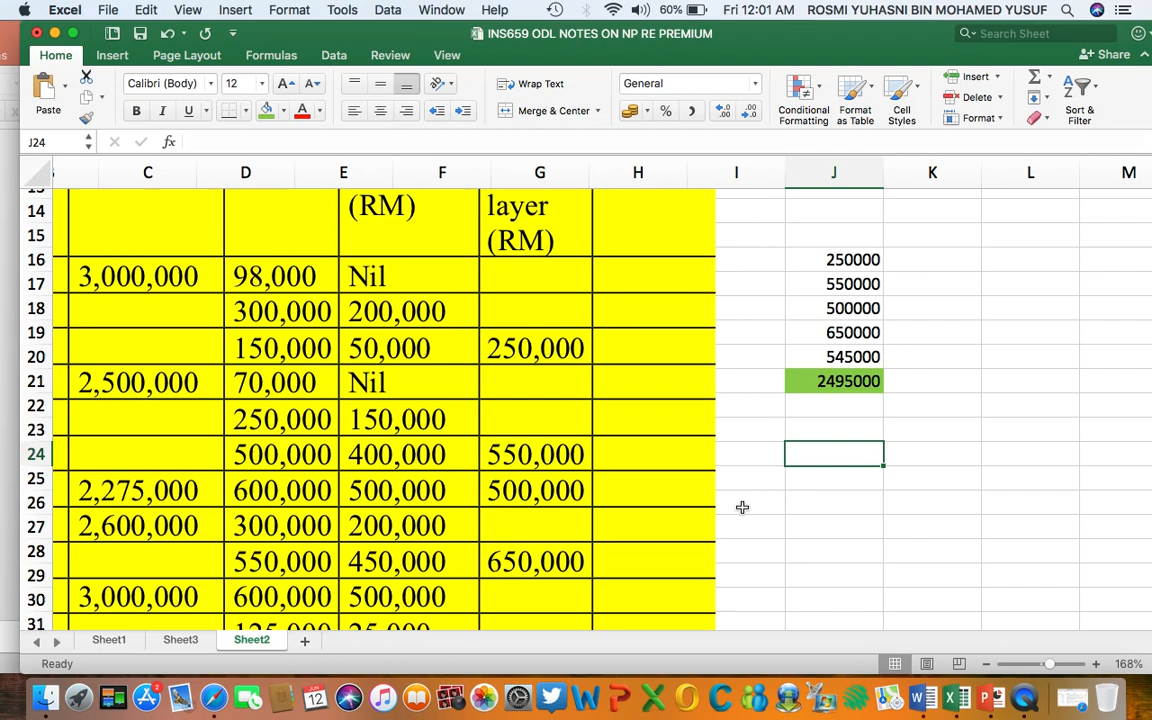 Excel File Edit View Insert Format Tools Data Window Help 60% Fri 12:01 AM ROSMI YUHASNI BIN MOHAMED YUSUF
INS659 ODL NOTES ON NP RE PREMIUM Search Sheet
Home Insert Page Layout Formulas Data Review View Share
Paste Calibri (Body) 12 A A Wrap Text General Conditional Formatting Format as Table Cell Styles Insert Delete Format Sort & Filter
B I U A Merge & Center % .0 .00
J24 fx
C D E F G H I J K L M
14 (RM) layer
15 (RM)
16 3,000,000 98,000 Nil 250000
17 550000
18 300,000 200,000 500000
19 150,000 50,000 250,000 650000
20 545000
21 2,500,000 70,000 Nil 2495000
22
23 250,000 150,000
24 500,000 400,000 550,000
25
26 2,275,000 600,000 500,000 500,000
27 2,600,000 300,000 200,000
28 550,000 450,000 650,000
29
30 3,000,000 600,000 500,000
31
Sheet1 Sheet3 Sheet2 +
Ready 168%
JUN 12